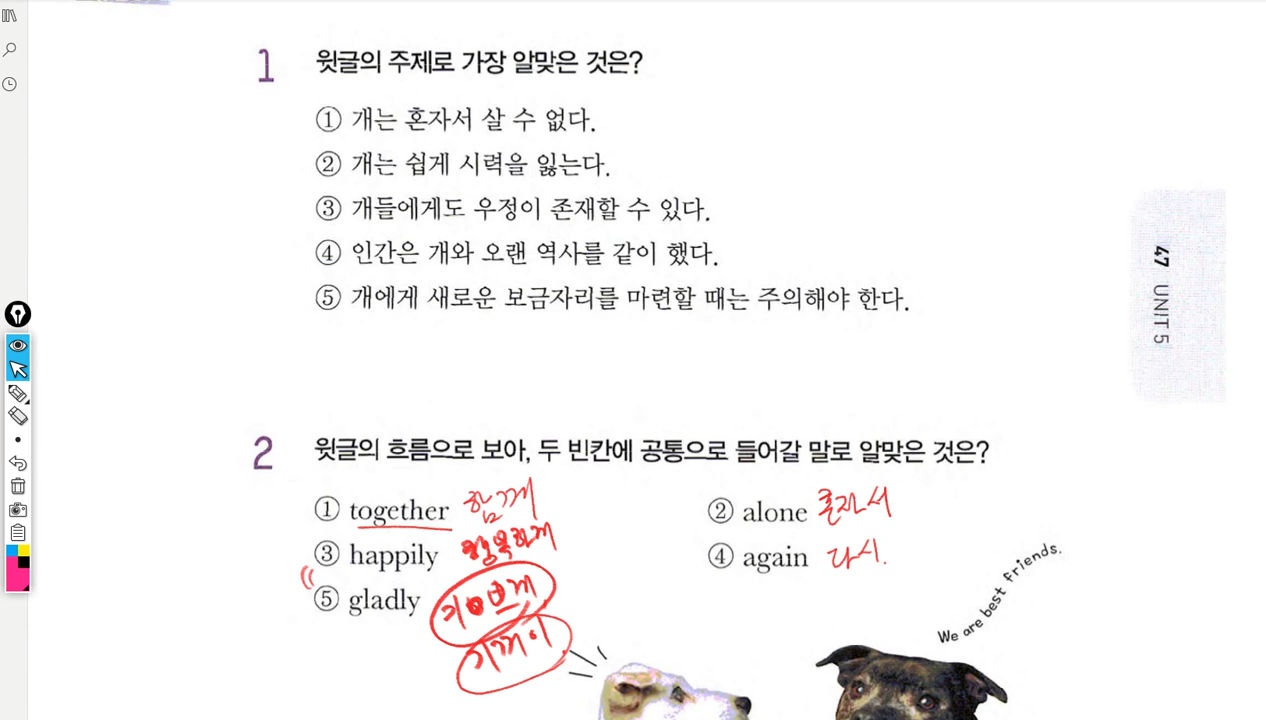 1 윗글의 주제로 가장 알맞은 것은?
① 개는 혼자서 살 수 없다.
② 개는 쉽게 시력을 잃는다.
③ 개들에게도 우정이 존재할 수 있다.
④ 인간은 개와 오랜 역사를 같이 했다.
⑤ 개에게 새로운 보금자리를 마련할 때는 주의해야 한다.
47 UNIT 5
2 윗글의 흐름으로 보아, 두 빈칸에 공통으로 들어갈 말로 알맞은 것은?
① together 함께
② alone 혼자서
③ happily 행복하게
④ again 다시.
⑤ gladly 기쁘게
기꺼이
We are best friends.